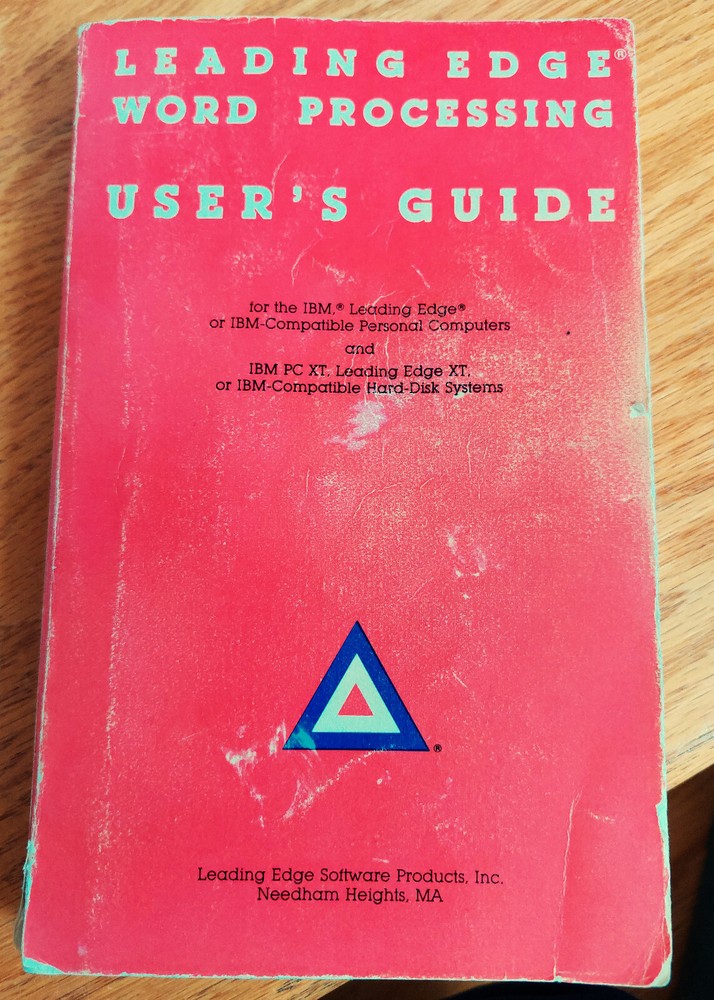 LEADING EDGE®
WORD PROCESSING
USER'S GUIDE
for the IBM,® Leading Edge®
or IBM-Compatible Personal Computers
and
IBM PC XT, Leading Edge XT,
or IBM-Compatible Hard-Disk Systems
®
Leading Edge Software Products, Inc.
Needham Heights, MA